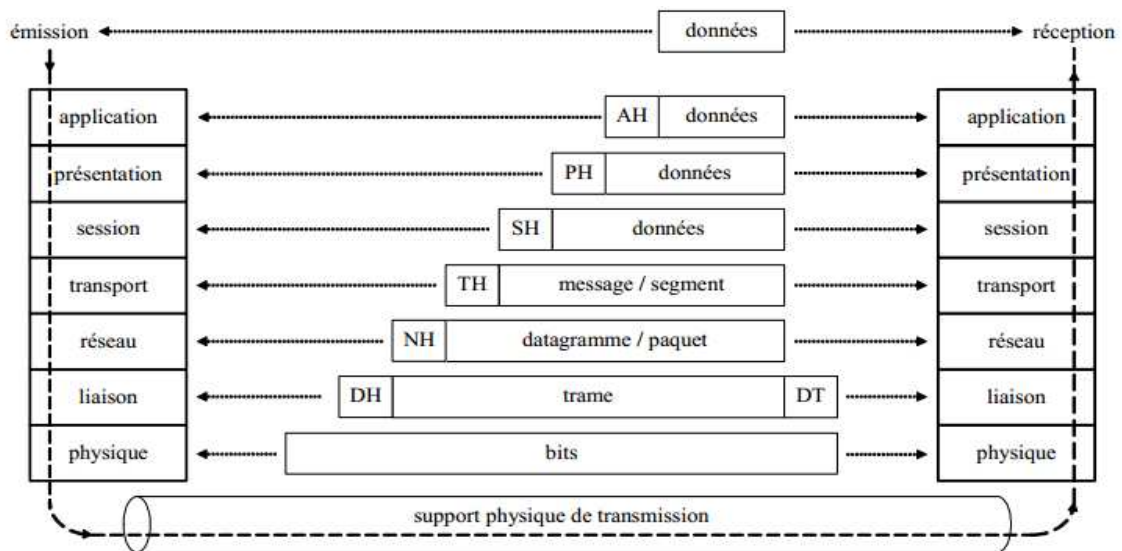 données
émission réception
application AH données application
présentation PH données présentation
session SH données session
transport TH message / segment transport
réseau NH datagramme / paquet réseau
liaison DH trame DT liaison
physique bits physique
support physique de transmission